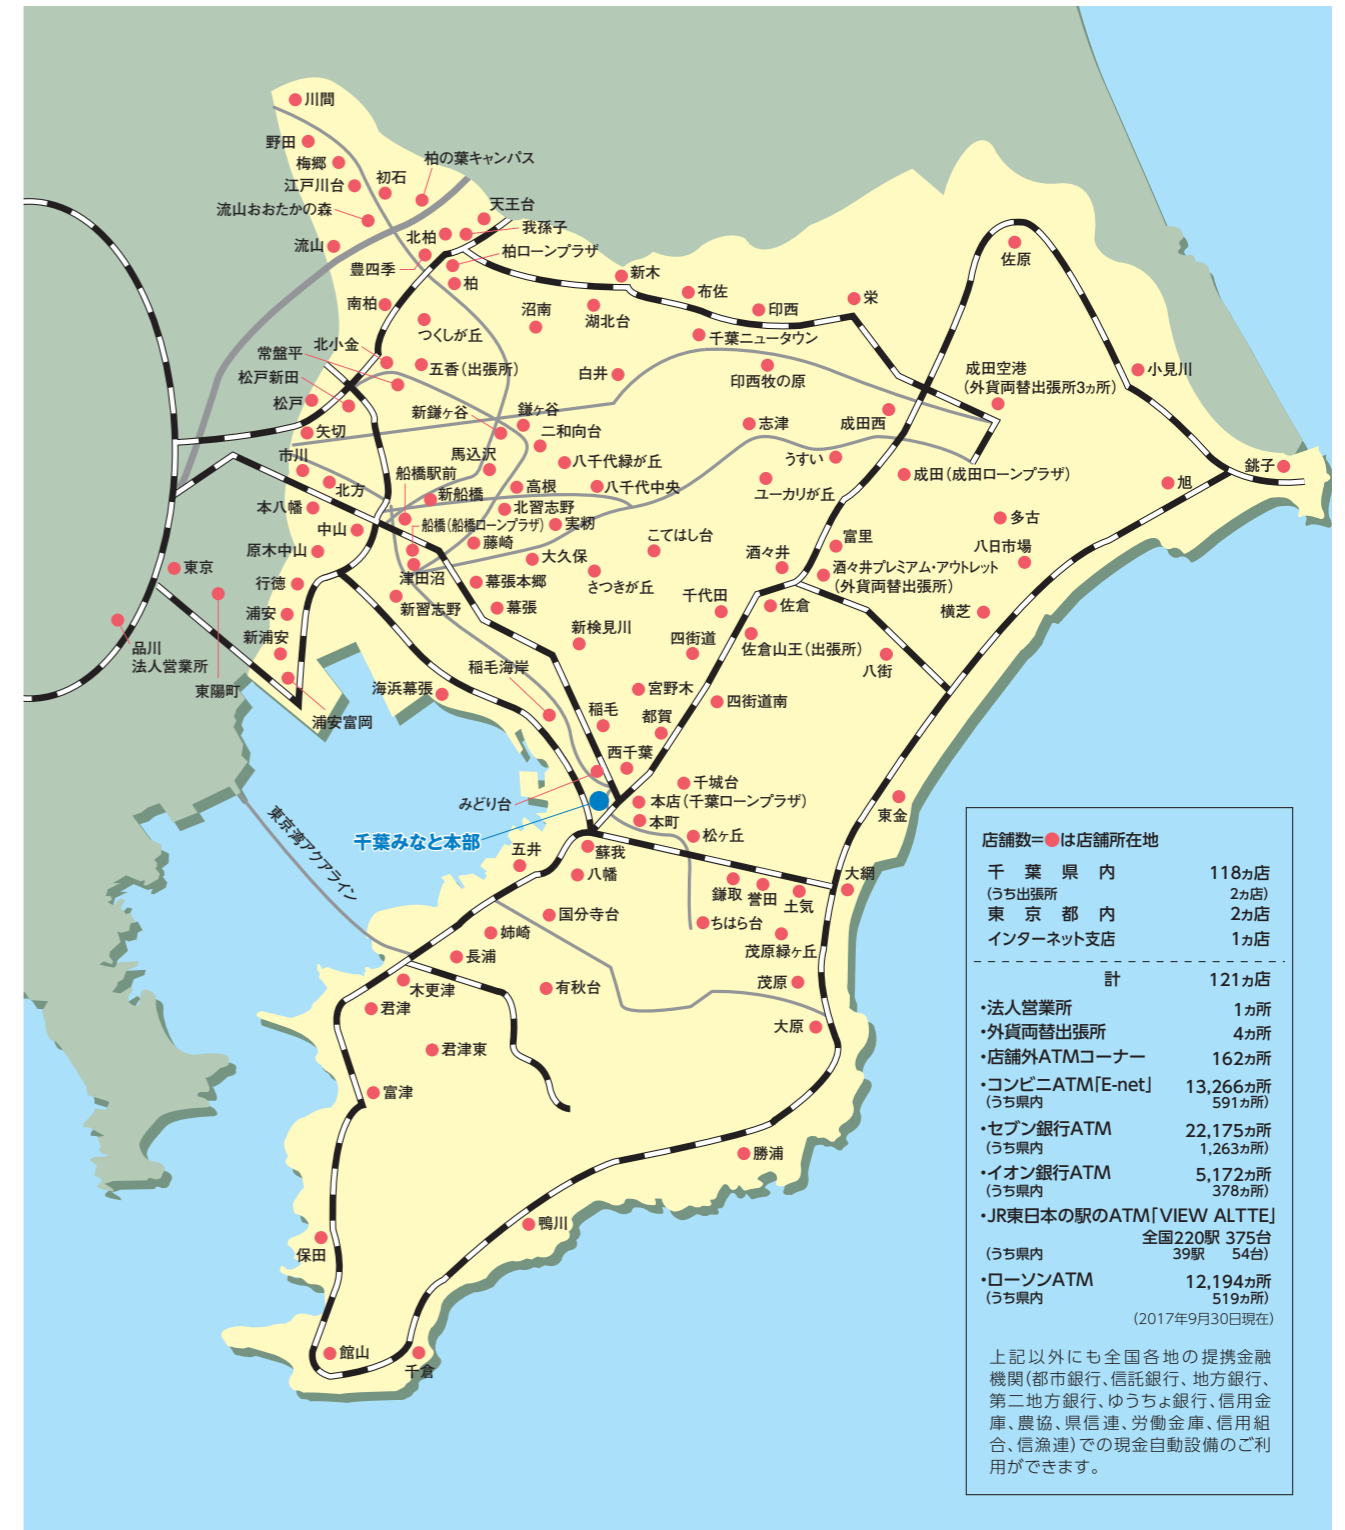 川間
野田
梅郷
江戸川台
初石
柏の葉キャンパス
流山おおたかの森
天王台
流山
北柏
我孫子
柏ローンプラザ
豊四季
柏
新木
南柏
布佐
印西
栄
佐原
沼南
湖北台
つくしが丘
千葉ニュータウン
北小金
常盤平
五香(出張所)
白井
印西牧の原
成田空港
(外貨両替出張所3ヵ所)
小見川
松戸新田
松戸
新鎌ヶ谷
鎌ヶ谷
志津
成田西
矢切
二和向台
市川
馬込沢
船橋駅前
八千代緑が丘
うすい
成田(成田ローンプラザ)
銚子
北方
新船橋
高根
八千代中央
ユーカリが丘
旭
本八幡
北習志野
中山
船橋(船橋ローンプラザ)
実籾
多古
原木中山
藤崎
こてはし台
富里
八日市場
東京
津田沼
大久保
酒々井
酒々井プレミアム・アウトレット
(外貨両替出張所)
行徳
幕張本郷
さつきが丘
浦安
新習志野
幕張
千代田
佐倉
横芝
品川
法人営業所
新浦安
新検見川
四街道
佐倉山王(出張所)
八街
東陽町
稲毛海岸
浦安富岡
海浜幕張
宮野木
四街道南
稲毛
都賀
西千葉
千城台
みどり台
本店(千葉ローンプラザ)
東金
東京湾アクアライン
千葉みなと本部
本町
松ヶ丘
五井
蘇我
八幡
鎌取
誉田
土気
大網
国分寺台
ちはら台
姉崎
茂原緑ヶ丘
長浦
木更津
有秋台
茂原
君津
大原
君津東
富津
勝浦
鴨川
保田
館山
千倉
店舗数=●は店舗所在地
千葉県内 118ヵ店
(うち出張所 2ヵ店)
東京都内 2ヵ店
インターネット支店 1ヵ店
計 121ヵ店
・法人営業所 1ヵ所
・外貨両替出張所 4ヵ所
・店舗外ATMコーナー 162ヵ所
・コンビニATM「E-net」 13,266ヵ所
(うち県内 591ヵ所)
・セブン銀行ATM 22,175ヵ所
(うち県内 1,263ヵ所)
・イオン銀行ATM 5,172ヵ所
(うち県内 378ヵ所)
・JR東日本の駅のATM「VIEW ALTTE」
全国220駅 375台
(うち県内 39駅 54台)
・ローソンATM 12,194ヵ所
(うち県内 519ヵ所)
(2017年9月30日現在)
上記以外にも全国各地の提携金融
機関(都市銀行、信託銀行、地方銀行、
第二地方銀行、ゆうちょ銀行、信用金
庫、農協、県信連、労働金庫、信用組
合、信漁連)での現金自動設備のご利
用ができます。